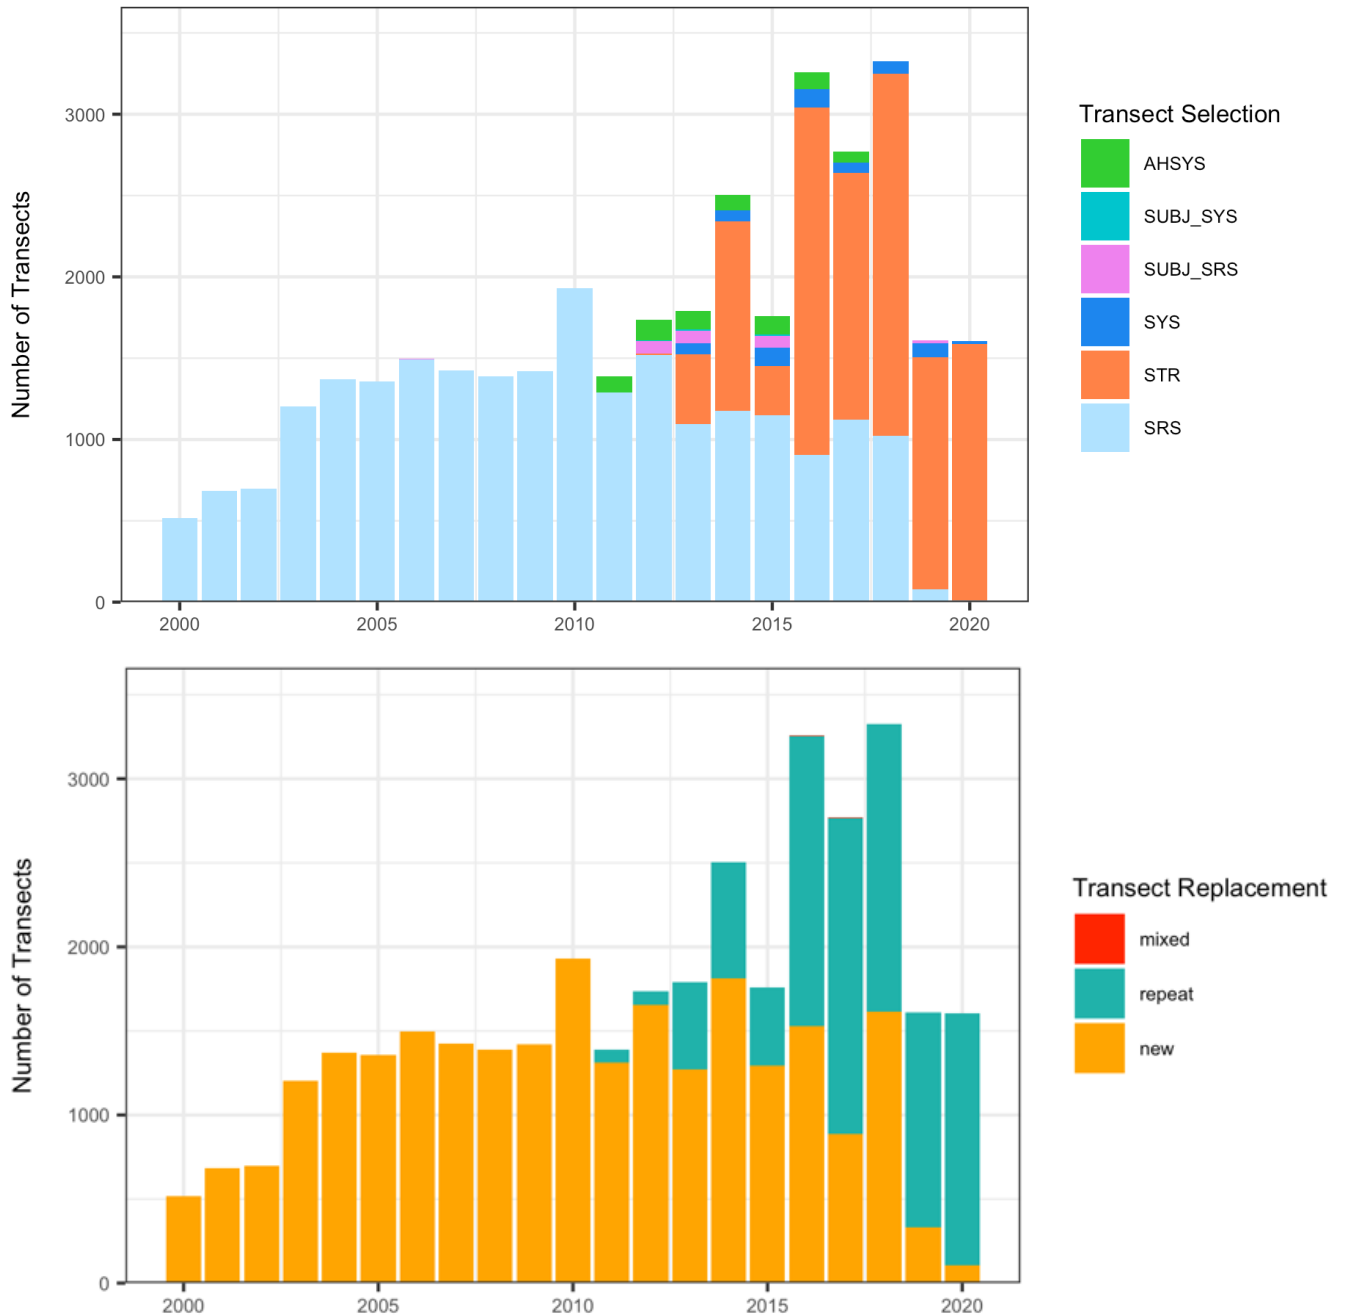 Number of Transects
3000
2000
1000
0
2000
2005
2010
2015
2020
Transect Selection
AHSYS
SUBJ_SYS
SUBJ_SRS
SYS
STR
SRS
Number of Transects
3000
2000
1000
0
2000
2005
2010
2015
2020
Transect Replacement
mixed
repeat
new